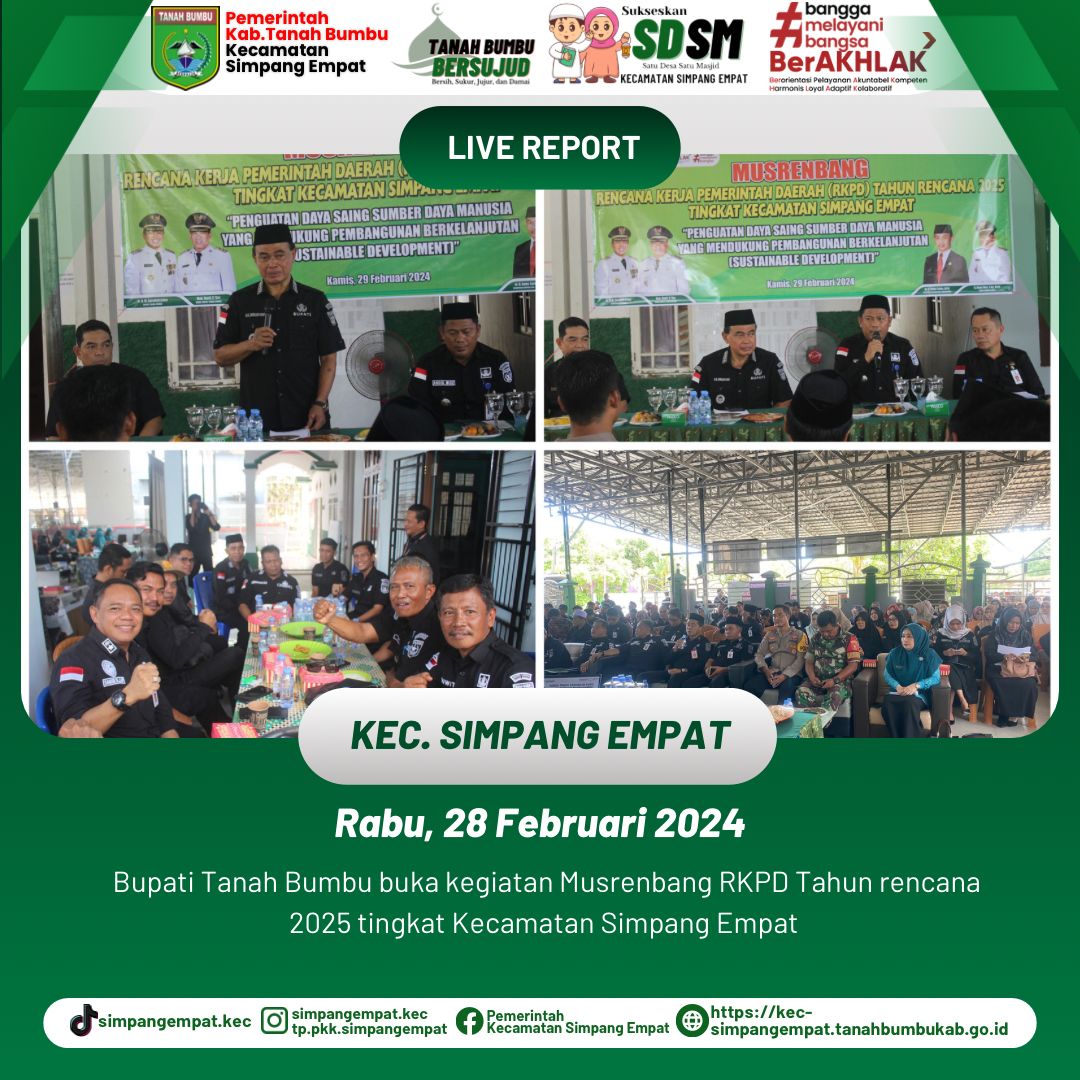 TANAH BUMBU
Pemerintah
Kab.Tanah Bumbu
Kecamatan
Simpang Empat
TANAH BUMBU
BERSUJUD
Bersih, Sukur, Jujur, dan Damai
Sukseskan
SDSM
Satu Desa Satu Masjid
KECAMATAN SIMPANG EMPAT
#bangga
melayani
bangsa
BerAKHLAK
Berorientasi Pelayanan Akuntabel Kompeten
Harmonis Loyal Adaptif Kolaboratif
LIVE REPORT
RENCANA KERJA PEMERINTAH DAERAH
TINGKAT KECAMATAN SIMPANG
"PENGUATAN DAYA SAING SUMBER DAYA MANUSIA
YANG MENDUKUNG PEMBANGUNAN BERKELANJUTAN
(SUSTAINABLE DEVELOPMENT)"
Kamis, 29 Februari 2024
BUPATI
MUSRENBANG
RENCANA KERJA PEMERINTAH DAERAH (RKPD) TAHUN RENCANA 2025
TINGKAT KECAMATAN SIMPANG EMPAT
"PENGUATAN DAYA SAING SUMBER DAYA MANUSIA
YANG MENDUKUNG PEMBANGUNAN BERKELANJUTAN
(SUSTAINABLE DEVELOPMENT)"
Kamis, 29 Februari 2024
KEC. SIMPANG EMPAT
Rabu, 28 Februari 2024
Bupati Tanah Bumbu buka kegiatan Musrenbang RKPD Tahun rencana
2025 tingkat Kecamatan Simpang Empat
simpangempat.kec
simpangempat.kec
tp.pkk.simpangempat
Pemerintah
Kecamatan Simpang Empat
https://kec-
simpangempat.tanahbumbukab.go.id